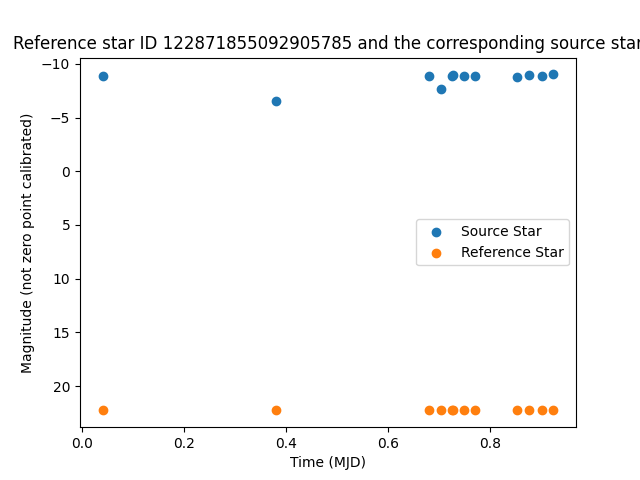 Reference star ID 122871855092905785 and the corresponding source star
−10
−5
0
5
10
15
20
Magnitude (not zero point calibrated)
Source Star
Reference Star
0.0
0.2
0.4
0.6
0.8
Time (MJD)